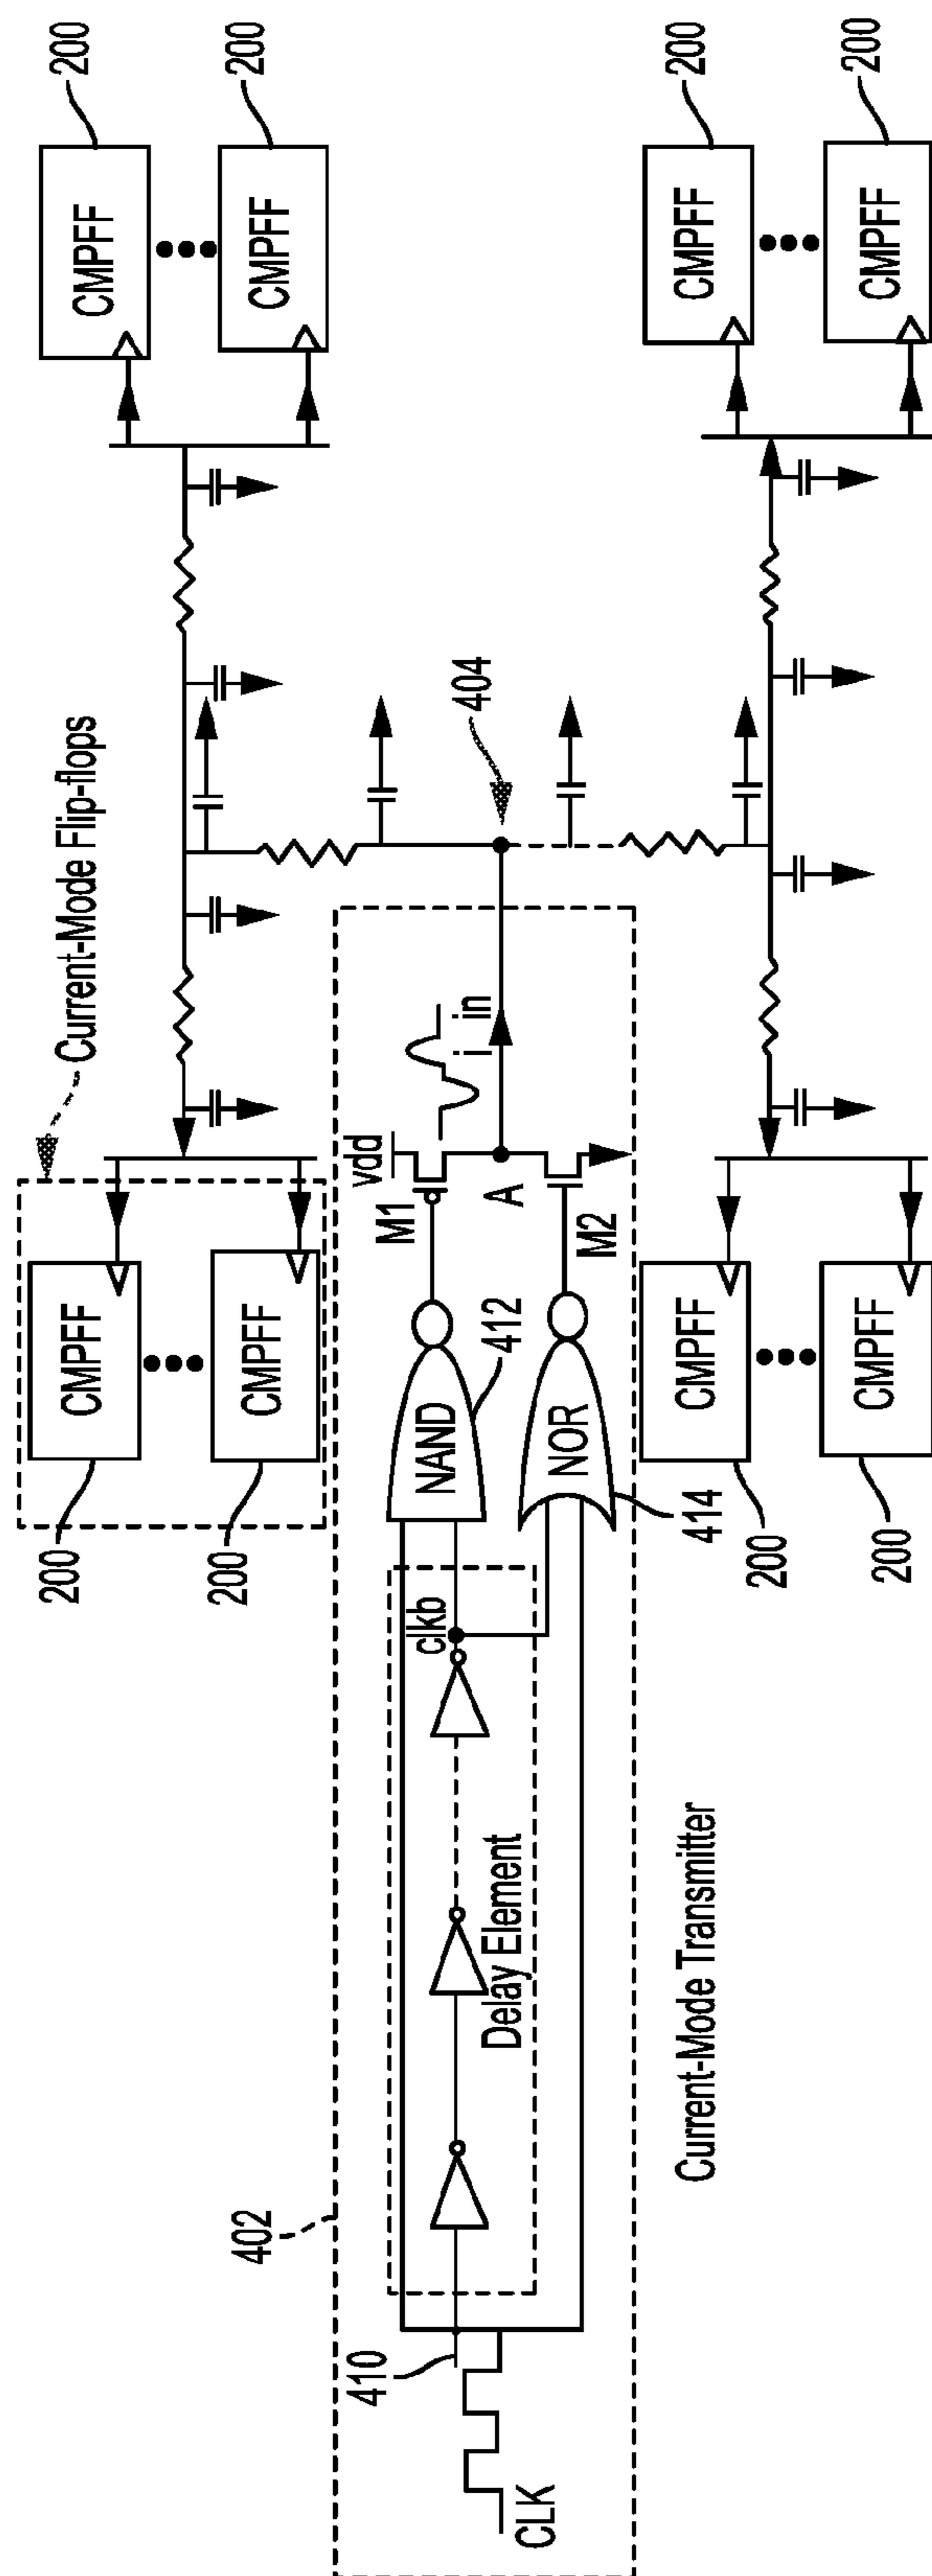 Current-Mode Flip-flops
200
CMPFF
200
CMPFF
200
CMPFF
200
CMPFF
404
402
410
CLK
Delay Element
clkb
NAND
412
NOR
414
M1
vdd
A
M2
i in
200
CMPFF
200
CMPFF
200
CMPFF
200
CMPFF
Current-Mode Transmitter